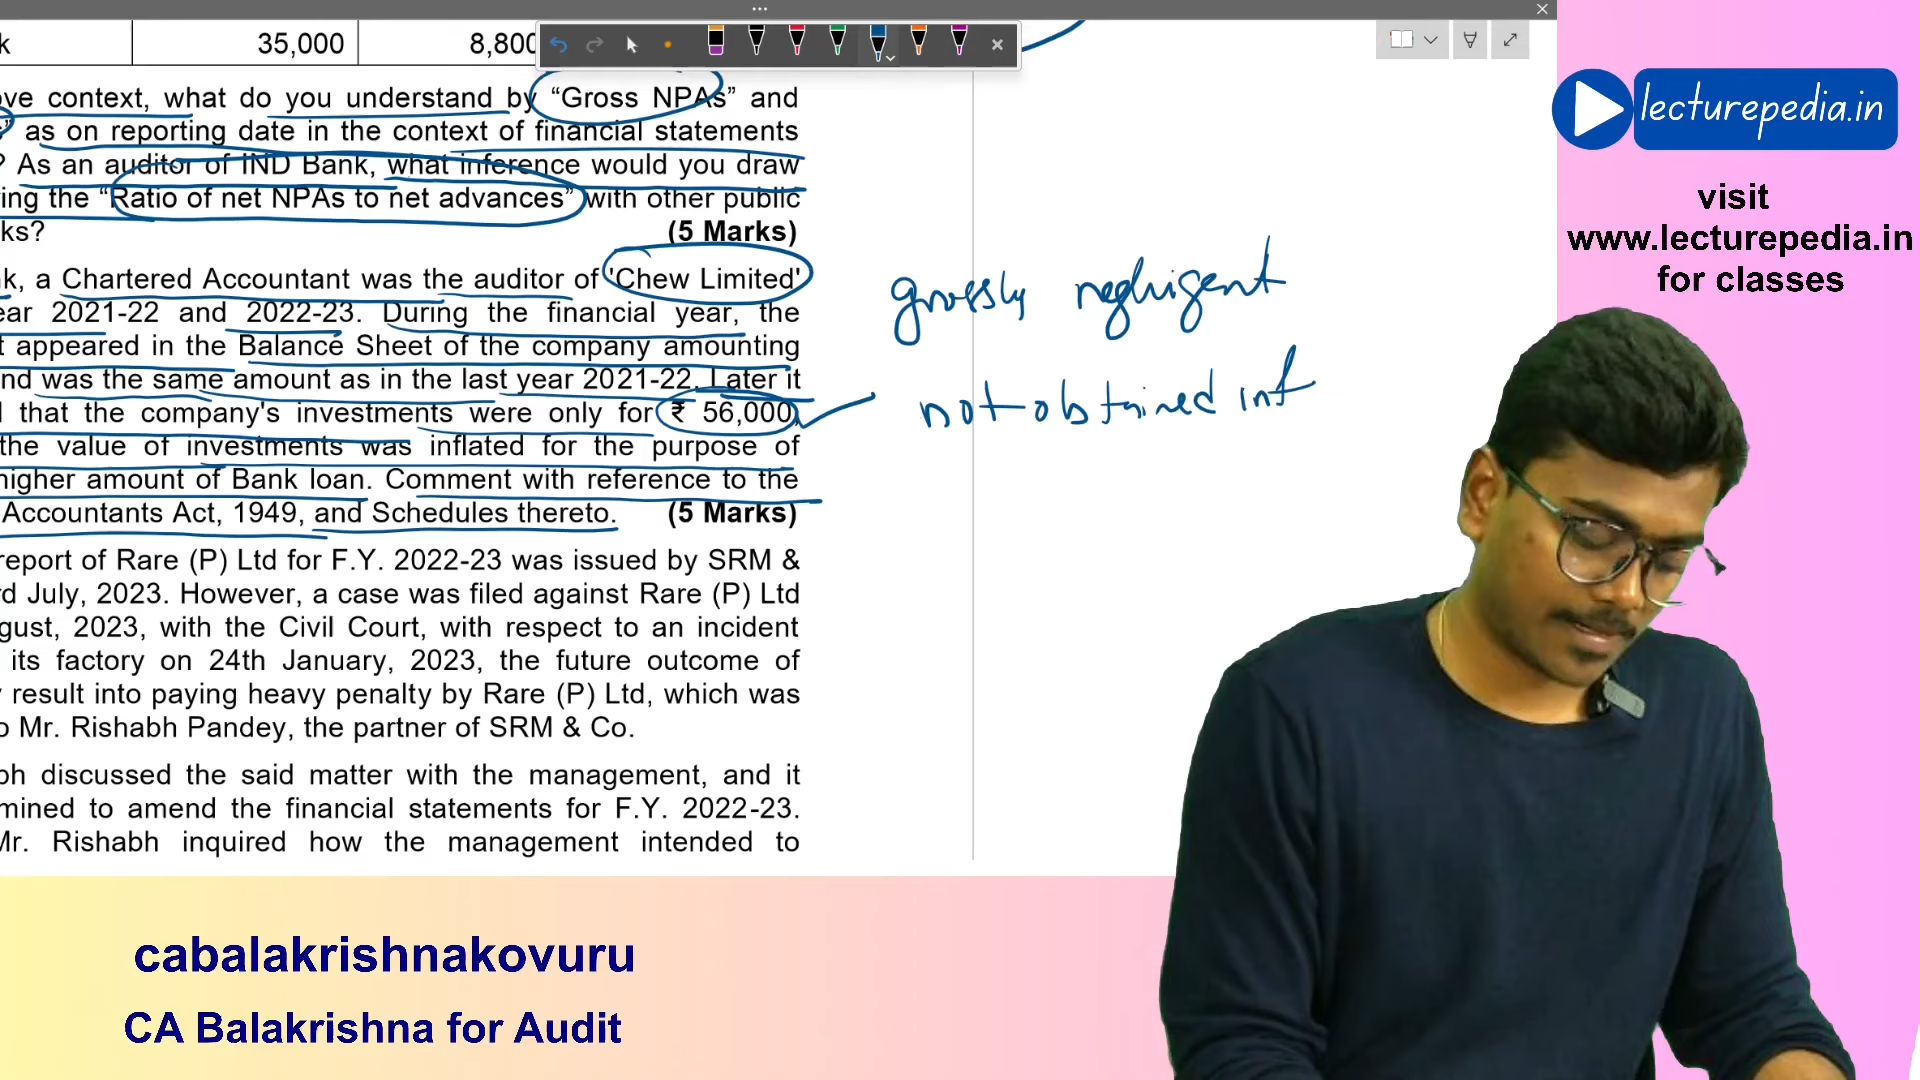 k 35,000 8,800
ove context, what do you understand by “Gross NPAs” and
” as on reporting date in the context of financial statements
? As an auditor of IND Bank, what inference would you draw
ing the “Ratio of net NPAs to net advances” with other public
ks? (5 Marks)
k, a Chartered Accountant was the auditor of 'Chew Limited'
ear 2021-22 and 2022-23. During the financial year, the
t appeared in the Balance Sheet of the company amounting
nd was the same amount as in the last year 2021-22. Later it
d that the company's investments were only for ₹ 56,000,
the value of investments was inflated for the purpose of
higher amount of Bank loan. Comment with reference to the
Accountants Act, 1949, and Schedules thereto. (5 Marks)
report of Rare (P) Ltd for F.Y. 2022-23 was issued by SRM &
rd July, 2023. However, a case was filed against Rare (P) Ltd
gust, 2023, with the Civil Court, with respect to an incident
its factory on 24th January, 2023, the future outcome of
y result into paying heavy penalty by Rare (P) Ltd, which was
o Mr. Rishabh Pandey, the partner of SRM & Co.
bh discussed the said matter with the management, and it
mined to amend the financial statements for F.Y. 2022-23.
Mr. Rishabh inquired how the management intended to
grossly neghigent
not obtained inf
lecturepedia.in
visit
www.lecturepedia.in
for classes
cabalakrishnakovuru
CA Balakrishna for Audit